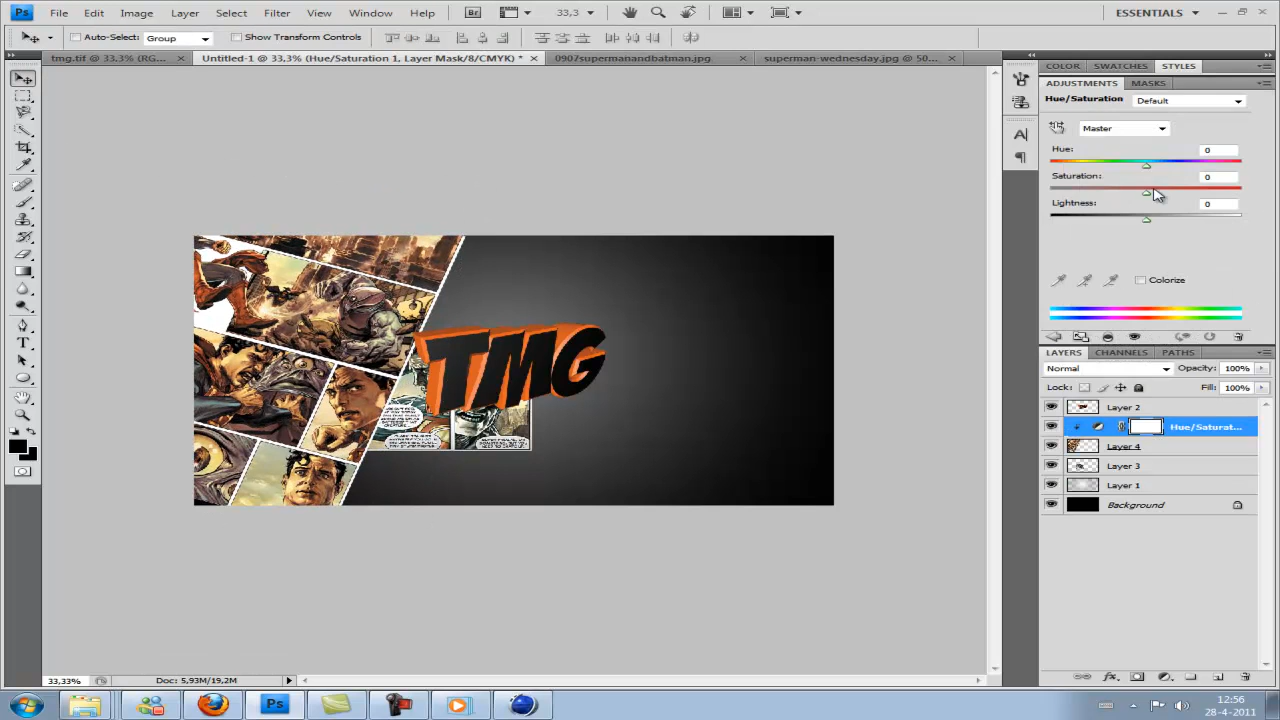 Ps File Edit Image Layer Select Filter View Window Help Br 33,3 ESSENTIALS
Auto-Select: Group Show Transform Controls
tmg.tif @ 33,3% (RG... Untitled-1 @ 33,3% (Hue/Saturation 1, Layer Mask/8/CMYK) * 0907supermanandbatman.jpg superman-wednesday.jpg @ 50...
COLOR SWATCHES STYLES
ADJUSTMENTS MASKS
Hue/Saturation Default
Master
Hue: 0
Saturation: 0
Lightness: 0
Colorize
TMG
LAYERS CHANNELS PATHS
Normal Opacity: 100%
Lock: Fill: 100%
Layer 2
Hue/Saturat...
Layer 4
Layer 3
Layer 1
Background
33,33% Doc: 5,93M/19,2M
Ps
12:56
28-4-2011